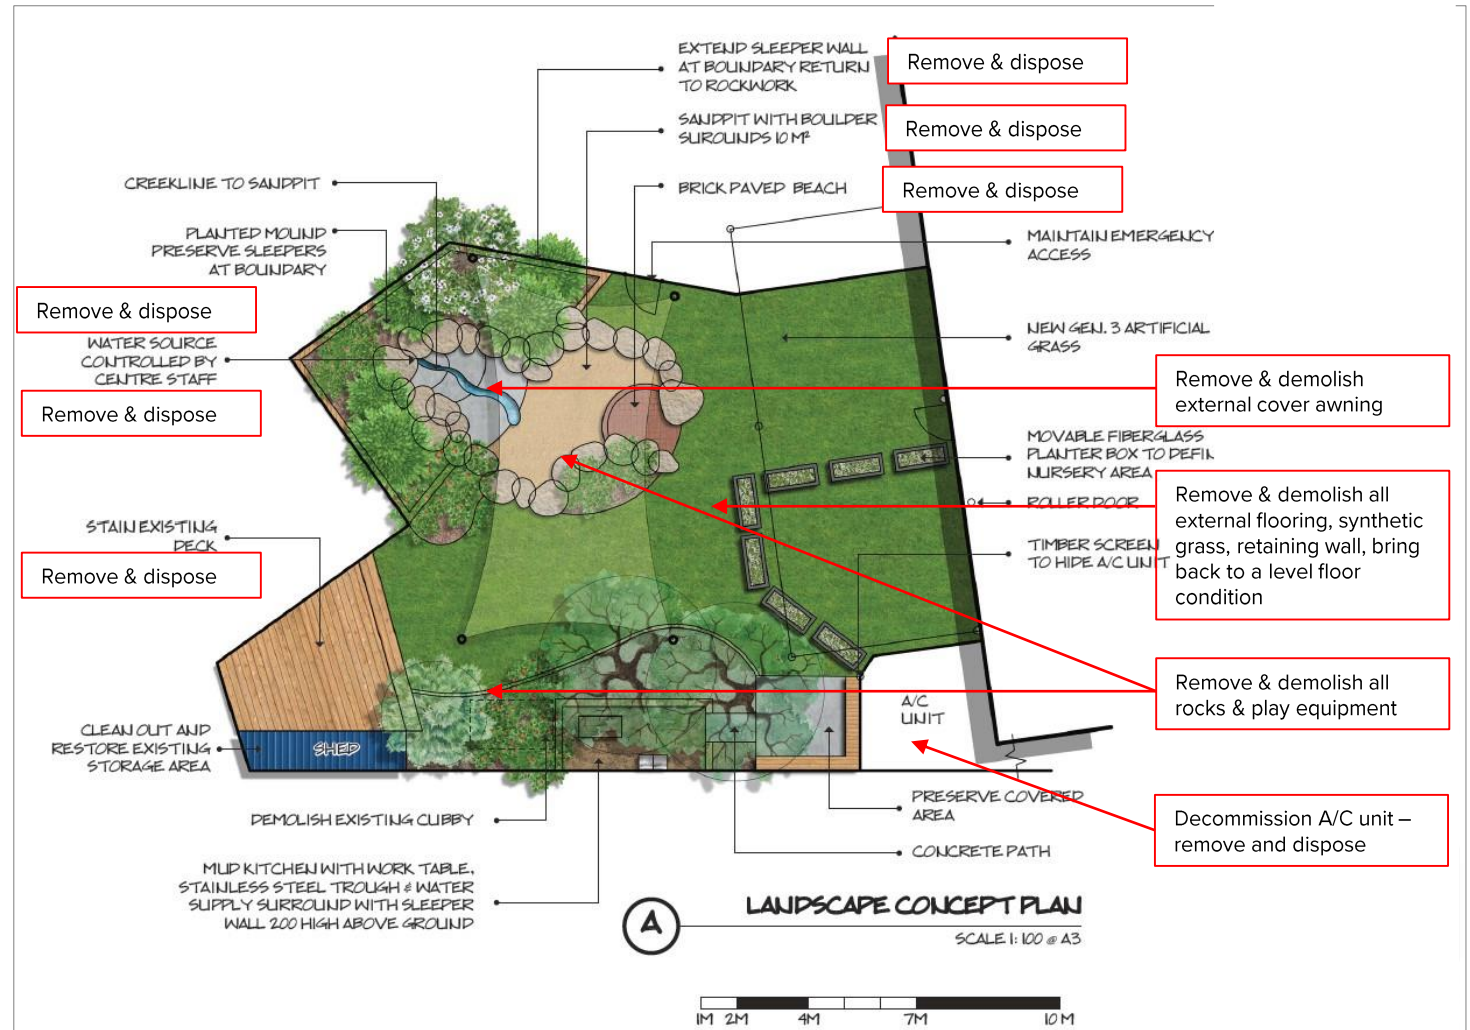 EXTEND SLEEPER WALL
AT BOUNDARY RETURN
TO ROCKWORK
Remove & dispose
SANDPIT WITH BOULDER
SUROUNDS 10 M²
Remove & dispose
BRICK PAVED BEACH
Remove & dispose
CREEKLINE TO SANDPIT
PLANTED MOUND
PRESERVE SLEEPERS
AT BOUNDARY
Remove & dispose
WATER SOURCE
CONTROLLED BY
CENTRE STAFF
Remove & dispose
STAIN EXISTING
DECK
Remove & dispose
CLEAN OUT AND
RESTORE EXISTING
STORAGE AREA
SHED
MAINTAIN EMERGENCY
ACCESS
NEW GEN. 3 ARTIFICIAL
GRASS
Remove & demolish
external cover awning
MOVABLE FIBERGLASS
PLANTER BOX TO DEFIN
NURSERY AREA
ROLLER DOOR
Remove & demolish all
external flooring, synthetic
grass, retaining wall, bring
back to a level floor
condition
TIMBER SCREEN
TO HIDE A/C UNIT
Remove & demolish all
rocks & play equipment
A/C
UNIT
Decommission A/C unit –
remove and dispose
PRESERVE COVERED
AREA
CONCRETE PATH
DEMOLISH EXISTING CUBBY
MUD KITCHEN WITH WORK TABLE,
STAINLESS STEEL TROUGH & WATER
SUPPLY SURROUND WITH SLEEPER
WALL 200 HIGH ABOVE GROUND
A
LANDSCAPE CONCEPT PLAN
SCALE 1: 100 @ A3
1M 2M 4M 7M 10 M